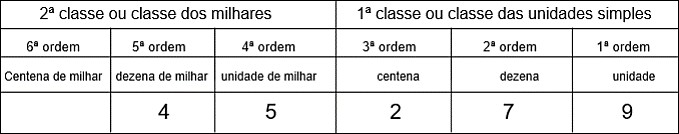 2ª classe ou classe dos milhares 1ª classe ou classe das unidades simples
6ª ordem 5ª ordem 4ª ordem 3ª ordem 2ª ordem 1ª ordem
Centena de milhar dezena de milhar unidade de milhar centena dezena unidade
4 5 2 7 9